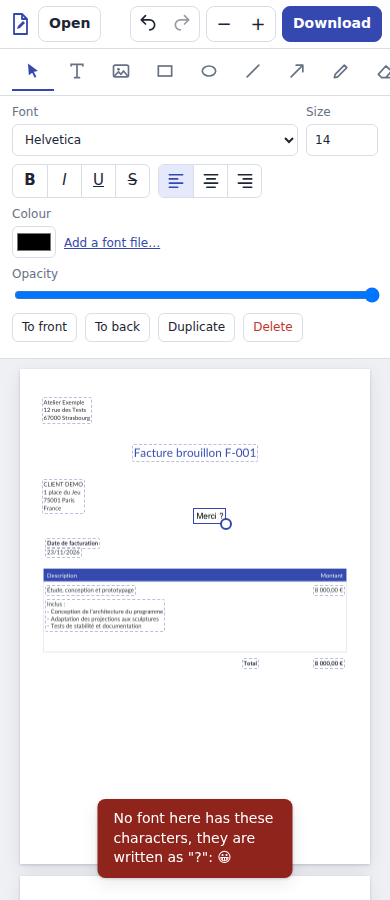 Open
Download
Font
Size
Helvetica
14
B I U S
Colour
Add a font file…
Opacity
To front
To back
Duplicate
Delete
Atelier Exemple
12 rue des Tests
67000 Strasbourg
Facture brouillon F-001
CLIENT DEMO
1 place du Jeu
75001 Paris
France
Merci ?
Date de facturation
23/11/2026
Description Montant
Étude, conception et prototypage 8 000,00 €
Inclus :
- Conception de l'architecture du programme
- Adaptation des projections aux sculptures
- Tests de stabilité et documentation
Total 8 000,00 €
No font here has these
characters, they are
written as "?": 😀